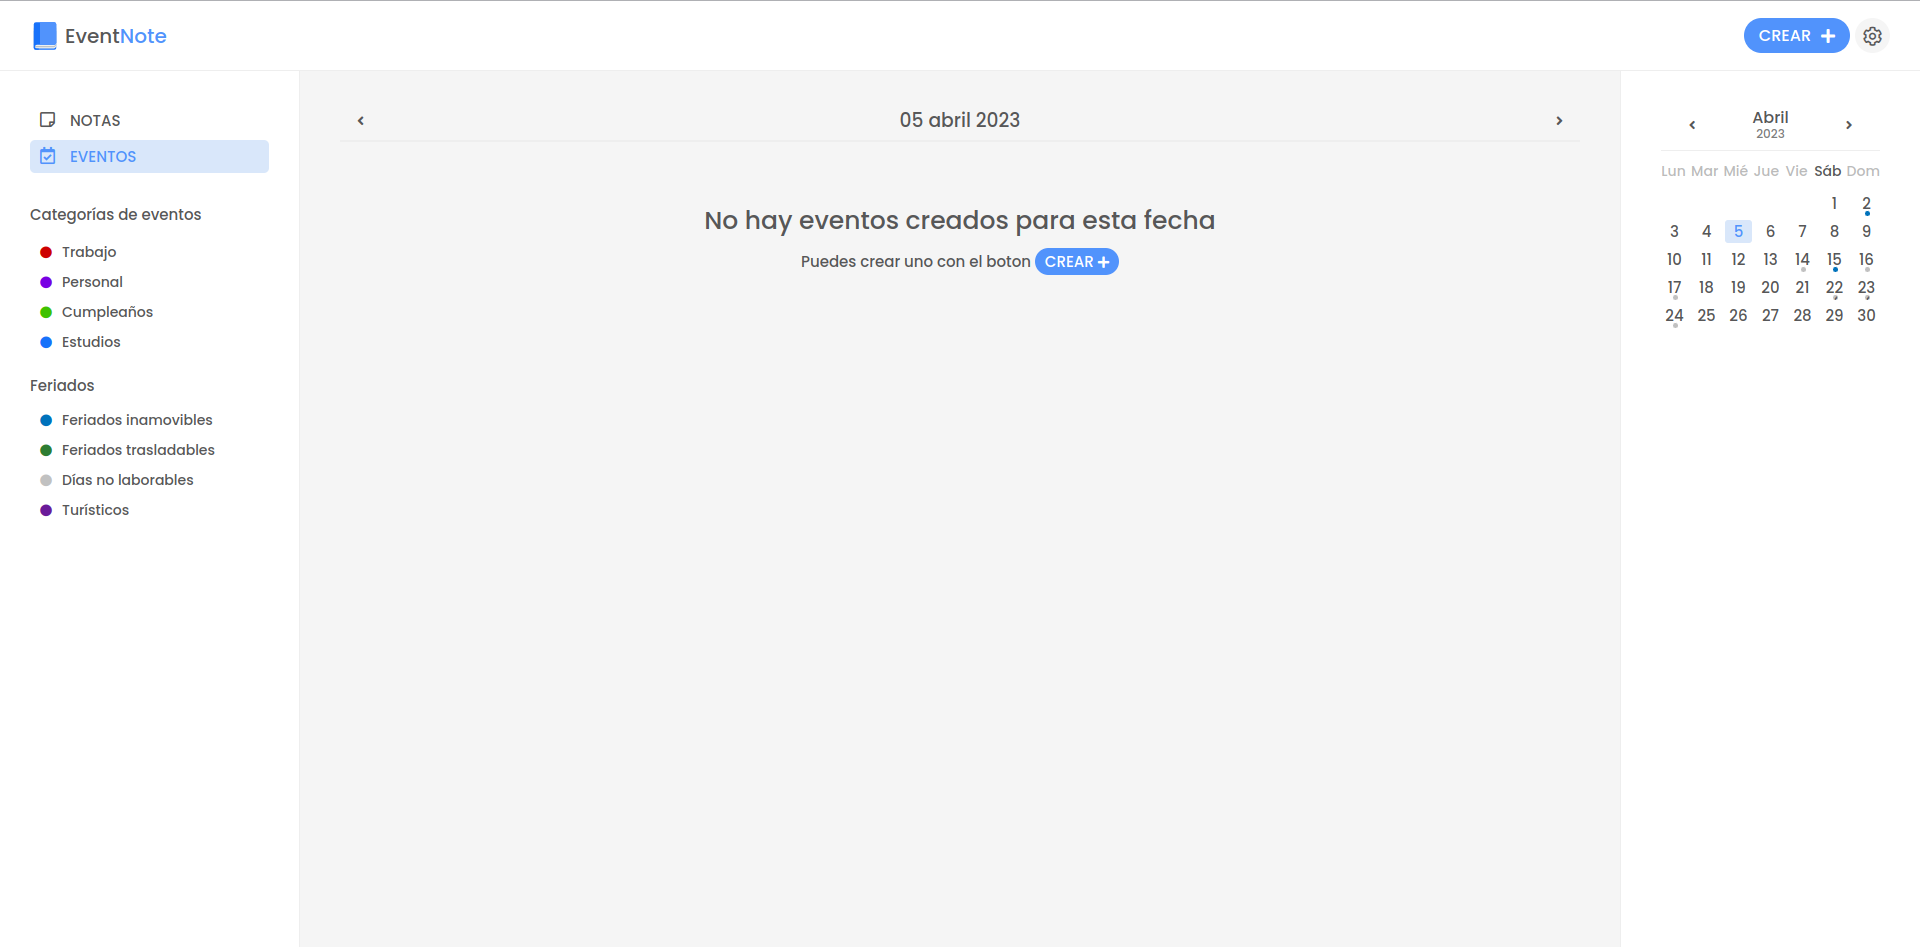 EventNote
CREAR
NOTAS
EVENTOS
Categorías de eventos
Trabajo
Personal
Cumpleaños
Estudios
Feriados
Feriados inamovibles
Feriados trasladables
Días no laborables
Turísticos
05 abril 2023
No hay eventos creados para esta fecha
Puedes crear uno con el boton CREAR
Abril
2023
Lun Mar Mié Jue Vie Sáb Dom
1 2
3 4 5 6 7 8 9
10 11 12 13 14 15 16
17 18 19 20 21 22 23
24 25 26 27 28 29 30